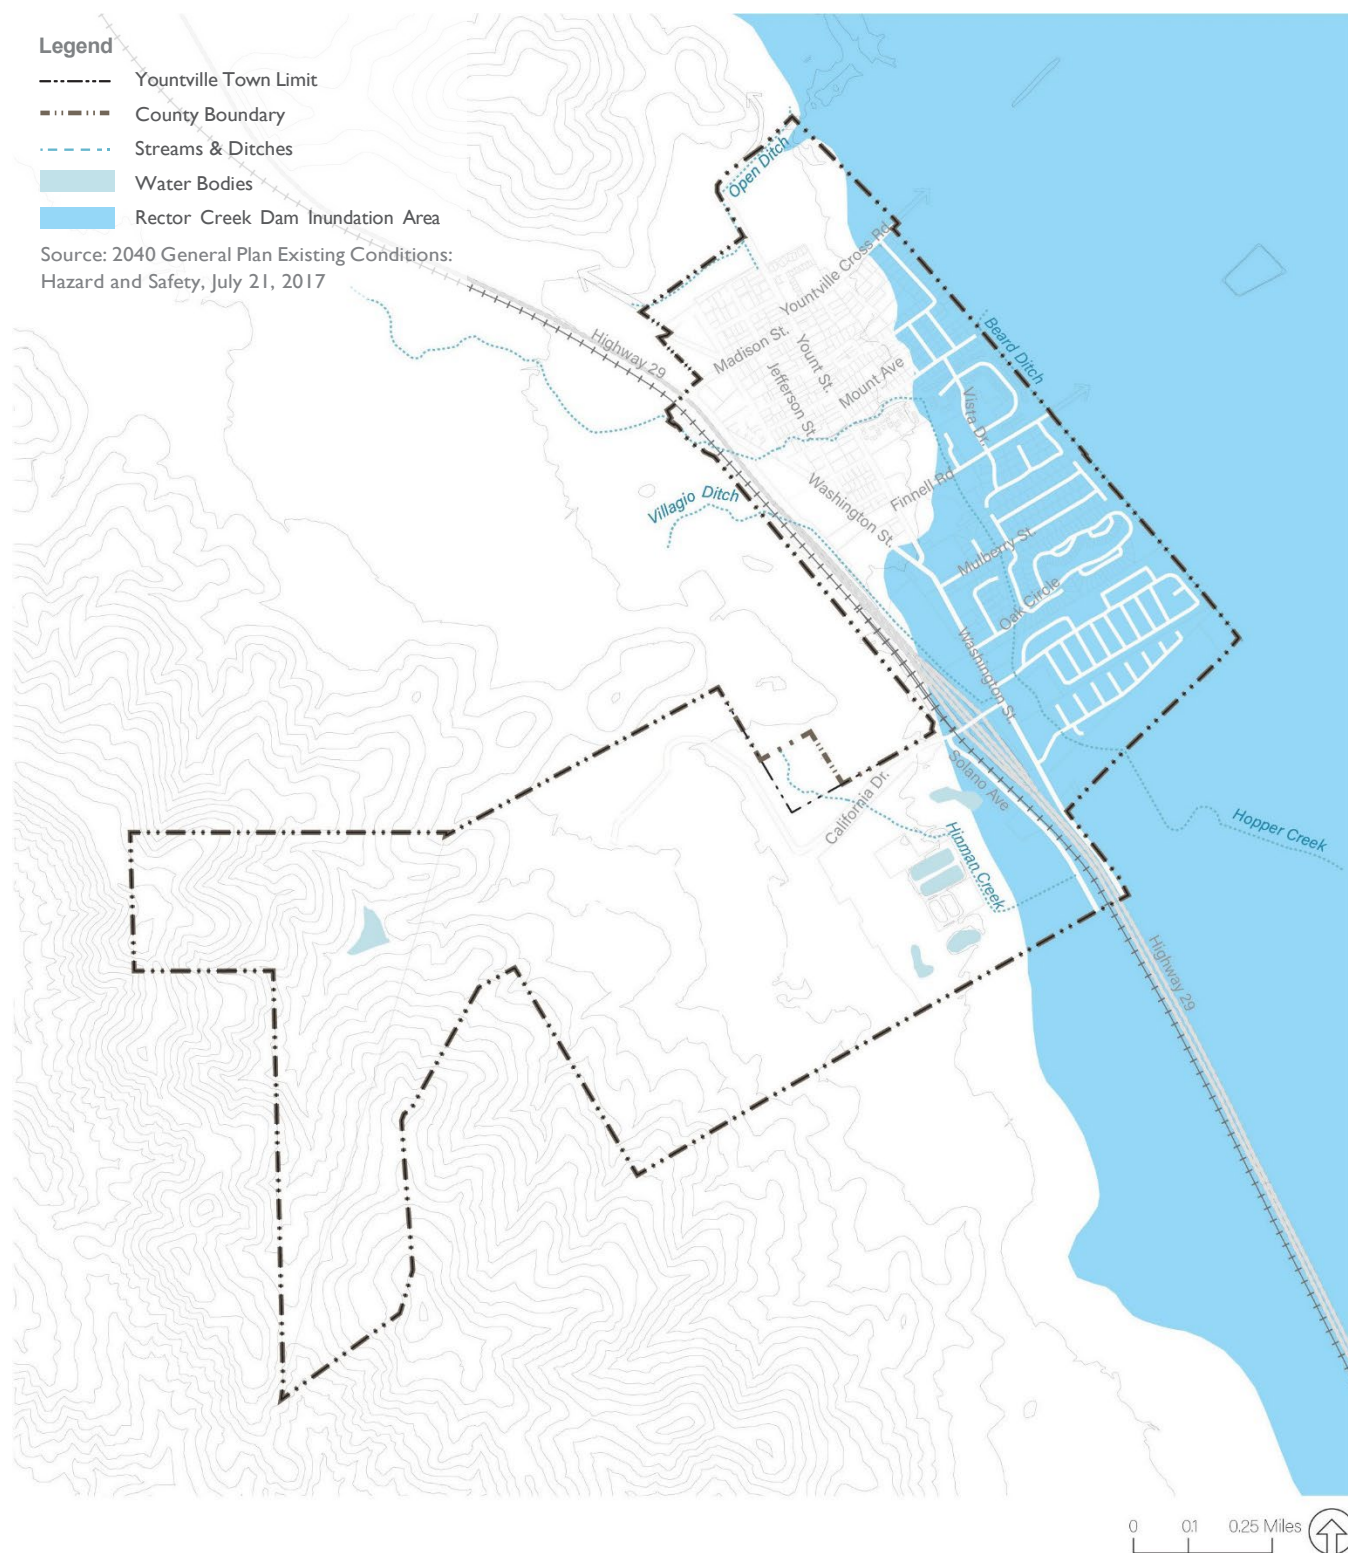 Legend
Yountville Town Limit
County Boundary
Streams & Ditches
Water Bodies
Rector Creek Dam Inundation Area
Source: 2040 General Plan Existing Conditions:
Hazard and Safety, July 21, 2017
Open Ditch
Yountville Cross Rd
Highway 29
Madison St.
Yount St.
Jefferson St.
Mount Ave
Beard Ditch
Vista Dr.
Villagio Ditch
Washington St.
Finnell Rd
Mulberry St.
Oak Circle
Washington St.
Solano Ave
California Dr.
Hinman Creek
Hopper Creek
Highway 29
0 0.1 0.25 Miles